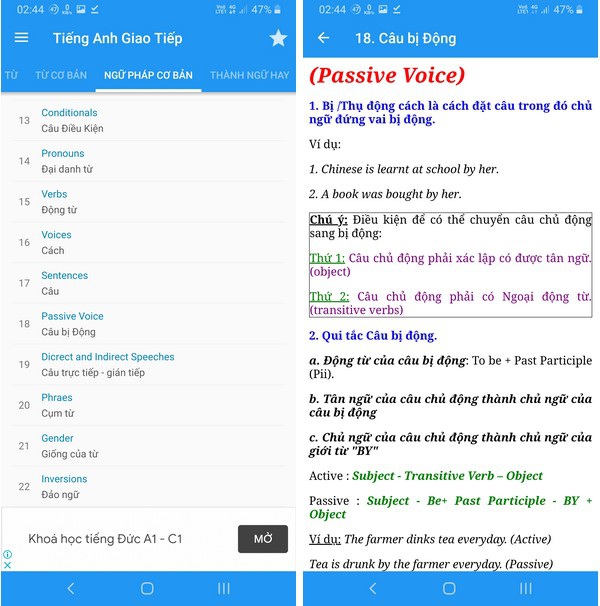 02:44 47%
Tiếng Anh Giao Tiếp
TỪ TỪ CƠ BẢN NGỮ PHÁP CƠ BẢN THÀNH NGỮ HAY
13 Conditionals
Câu Điều Kiện
14 Pronouns
Đại danh từ
15 Verbs
Động từ
16 Voices
Cách
17 Sentences
Câu
18 Passive Voice
Câu bị Động
19 Dicrect and Indirect Speeches
Câu trực tiếp - gián tiếp
20 Phraes
Cụm từ
21 Gender
Giống của từ
22 Inversions
Đảo ngữ
Khoá học tiếng Đức A1 - C1
MỞ
02:44 47%
18. Câu bị Động
(Passive Voice)
1. Bị /Thụ động cách là cách đặt câu trong đó chủ
ngữ đứng vai bị động.
Ví dụ:
1. Chinese is learnt at school by her.
2. A book was bought by her.
Chú ý: Điều kiện để có thể chuyển câu chủ động
sang bị động:
Thứ 1: Câu chủ động phải xác lập có được tân ngữ.
(object)
Thứ 2: Câu chủ động phải có Ngoại động từ.
(transitive verbs)
2. Qui tắc Câu bị động.
a. Động từ của câu bị động: To be + Past Participle
(Pii).
b. Tân ngữ của câu chủ động thành chủ ngữ của
câu bị động
c. Chủ ngữ của câu chủ động thành chủ ngữ của
giới từ "BY"
Active : Subject - Transitive Verb – Object
Passive : Subject - Be+ Past Participle - BY +
Object
Ví dụ: The farmer dinks tea everyday. (Active)
Tea is drunk by the farmer everyday. (Passive)